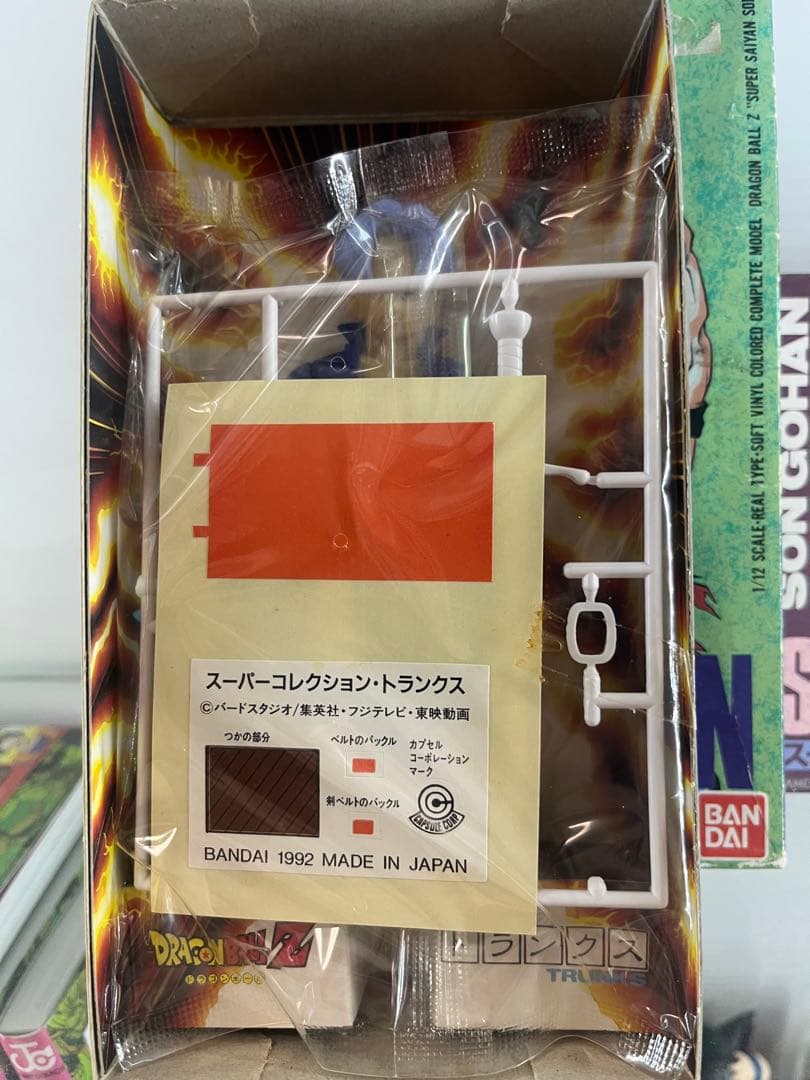 スーパーコレクション・トランクス
©バードスタジオ/集英社・フジテレビ・東映動画
つかの部分
ベルトのバックル
カプセル
コーポレーション
マーク
剣ベルトのバックル
CAPSULE CORP
BANDAI 1992 MADE IN JAPAN
DRAGON BALL Z
ドラゴンボール
トランクス
TRUNKS
1/12 SCALE·REAL TYPE·SOFT VINYL COLORED COMPLETE MODEL DRAGON BALL Z "SUPER SAIYAN
BAN
DAI
SON GOHAN